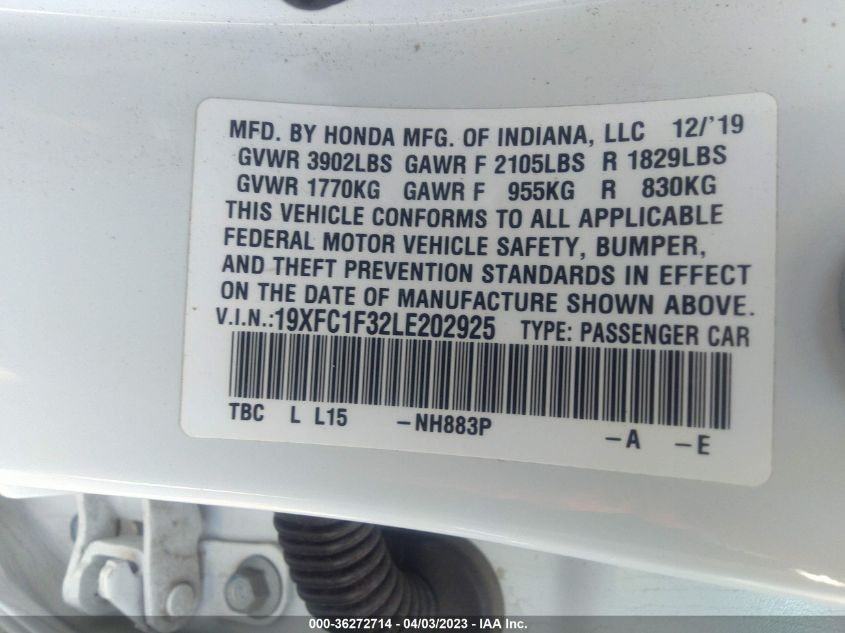 MFD. BY HONDA MFG. OF INDIANA, LLC 12/'19
GVWR 3902LBS GAWR F 2105LBS R 1829LBS
GVWR 1770KG GAWR F 955KG R 830KG
THIS VEHICLE CONFORMS TO ALL APPLICABLE
FEDERAL MOTOR VEHICLE SAFETY, BUMPER,
AND THEFT PREVENTION STANDARDS IN EFFECT
ON THE DATE OF MANUFACTURE SHOWN ABOVE.
V.I.N.:19XFC1F32LE202925 TYPE: PASSENGER CAR
TBC L L15 -NH883P -A -E
000-36272714 - 04/03/2023 - IAA Inc.